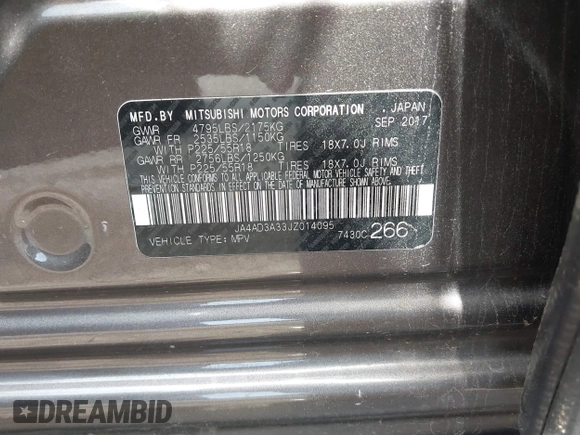 MFD.BY MITSUBISHI MOTORS CORPORATION , JAPAN
GVWR 4795LBS/2175KG SEP 2017
GAWR FR 2535LBS/1150KG
WITH P225/55R18 TIRES 18X7.0J RIMS
GAWR RR 2756LBS/1250KG
WITH P225/55R18 TIRES 18X7.0J RIMS
THIS VEHICLE CONFORMS TO ALL APPLICABLE FEDERAL MOTOR VEHICLE SAFETY AND THEFT
PREVENTION STANDARDS IN EFFECT ON THE DATE OF MANUFACTURE SHOWN ABOVE.
JA4AD3A33JZ014095
VEHICLE TYPE: MPV 7430C 266
DREAMBID